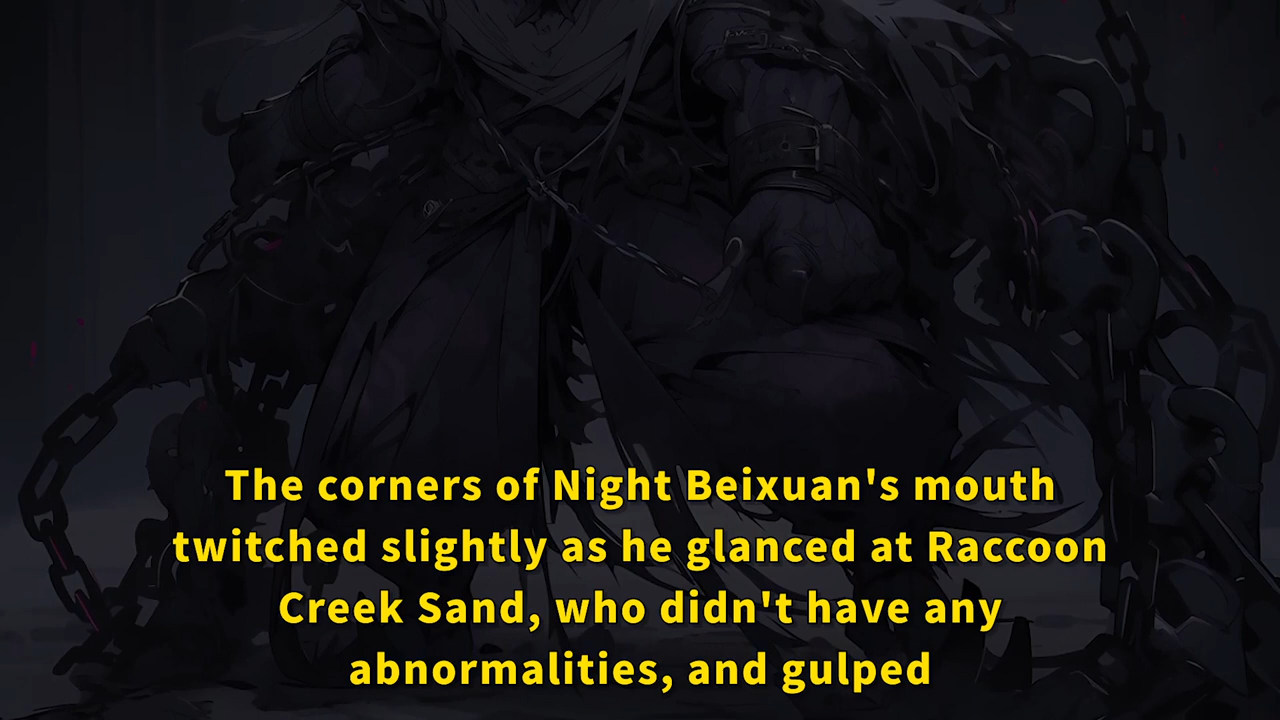 The corners of Night Beixuan's mouth
twitched slightly as he glanced at Raccoon
Creek Sand, who didn't have any
abnormalities, and gulped